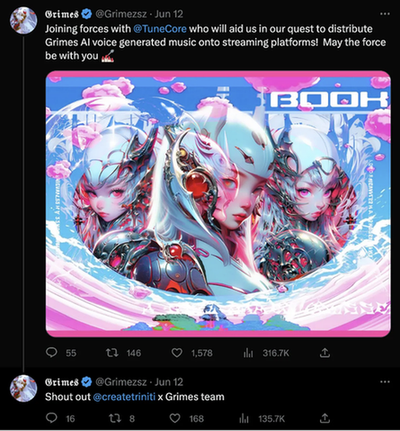 𝕲𝖗𝖎𝖒𝖊𝖘 @Grimezsz · Jun 12
Joining forces with @TuneCore who will aid us in our quest to distribute
Grimes AI voice generated music onto streaming platforms! May the force
be with you
BOOK
55 146 1,578 316.7K
𝕲𝖗𝖎𝖒𝖊𝖘 @Grimezsz · Jun 12
Shout out @createtriniti x Grimes team
16 8 168 135.7K